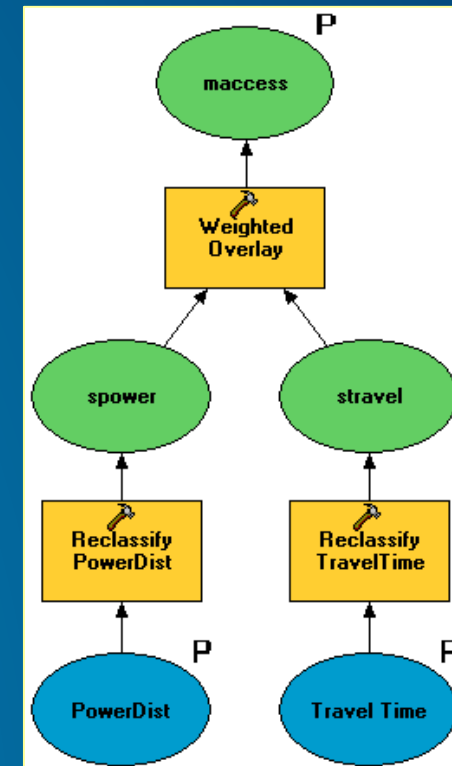 P
maccess
Weighted
Overlay
spower
stravel
Reclassify
PowerDist
Reclassify
TravelTime
P
P
PowerDist
Travel Time